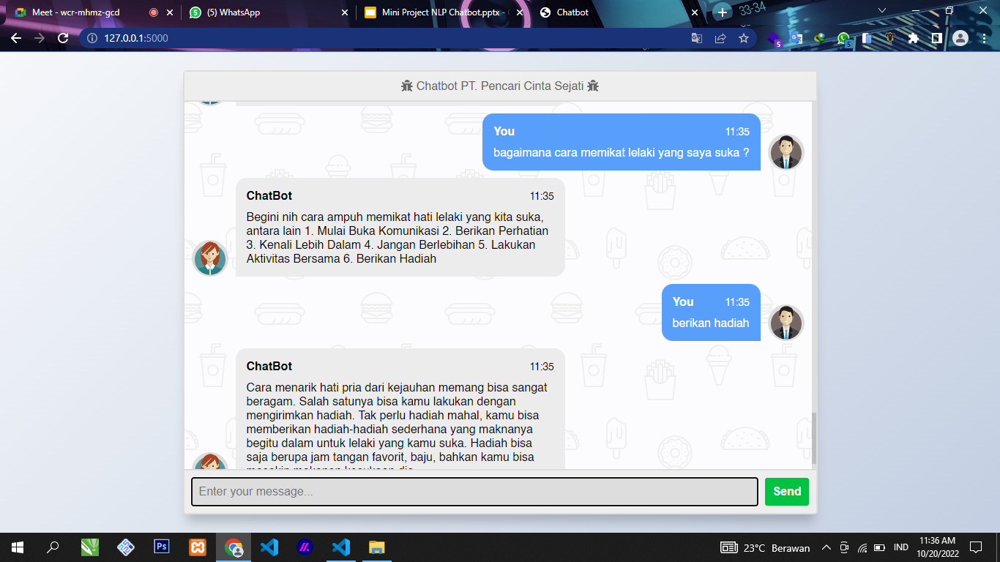 Meet - wcr-mhmz-gcd
(5) WhatsApp
Mini Project NLP Chatbot.pptx -
Chatbot
33-34
127.0.0.1:5000
5
5
Chatbot PT. Pencari Cinta Sejati
You 11:35
bagaimana cara memikat lelaki yang saya suka ?
ChatBot 11:35
Begini nih cara ampuh memikat hati lelaki yang kita suka,
antara lain 1. Mulai Buka Komunikasi 2. Berikan Perhatian
3. Kenali Lebih Dalam 4. Jangan Berlebihan 5. Lakukan
Aktivitas Bersama 6. Berikan Hadiah
You 11:35
berikan hadiah
ChatBot 11:35
Cara menarik hati pria dari kejauhan memang bisa sangat
beragam. Salah satunya bisa kamu lakukan dengan
mengirimkan hadiah. Tak perlu hadiah mahal, kamu bisa
memberikan hadiah-hadiah sederhana yang maknanya
begitu dalam untuk lelaki yang kamu suka. Hadiah bisa
saja berupa jam tangan favorit, baju, bahkan kamu bisa
Enter your message...
Send
Ps
23°C Berawan
IND
11:36 AM
10/20/2022